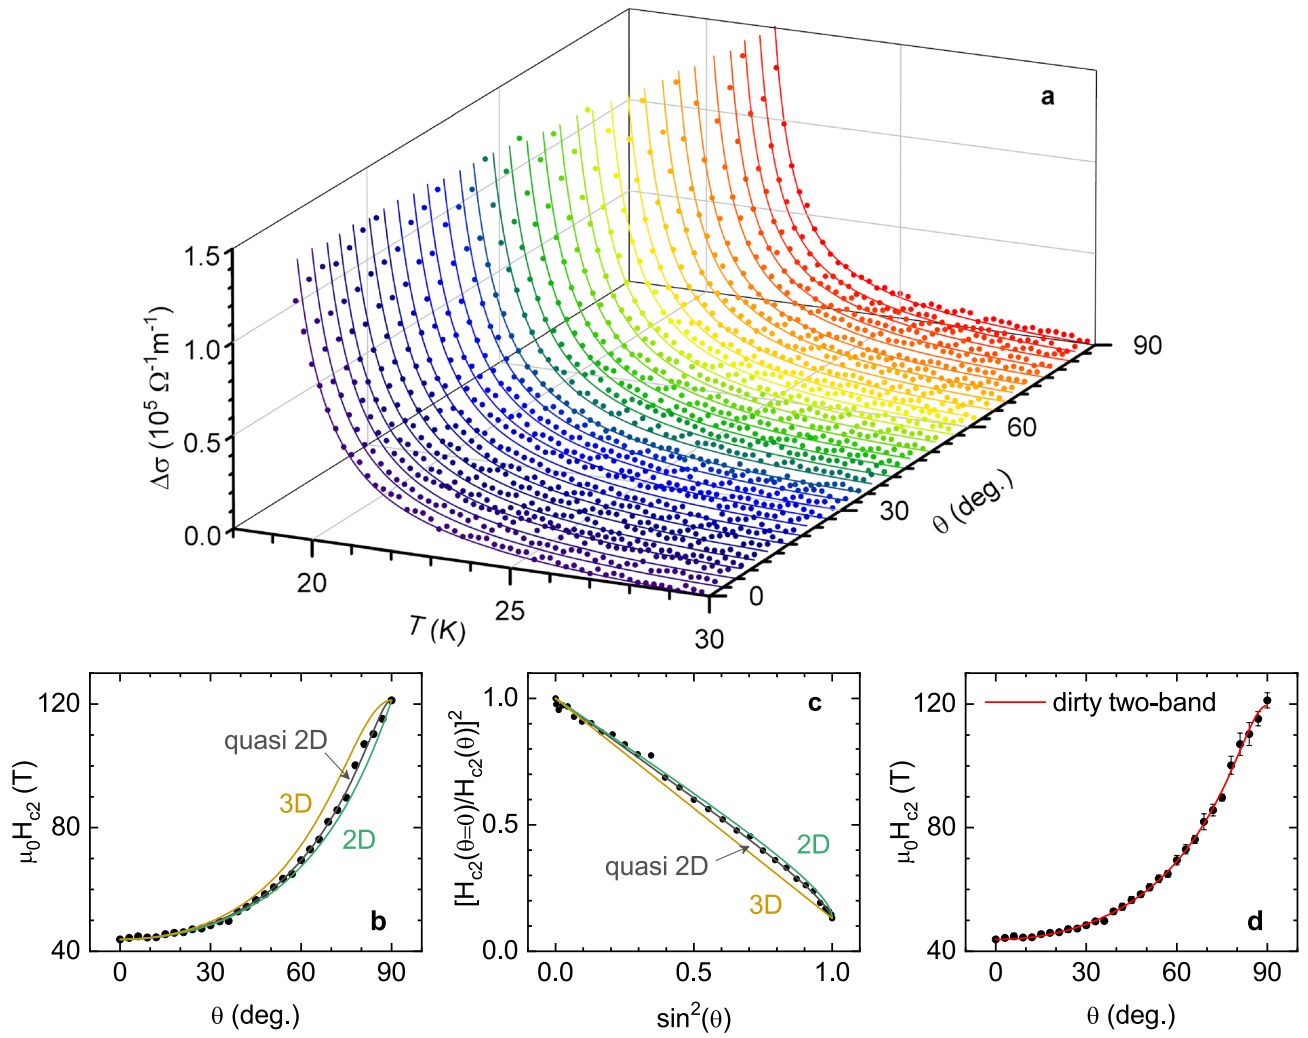 a
1.5
1.0
0.5
0.0
Δσ (10⁵ Ω⁻¹m⁻¹)
20
25
30
T (K)
0
30
60
90
θ (deg.)
120
80
40
μ₀H_c2 (T)
quasi 2D
3D
2D
b
0
30
60
90
θ (deg.)
1.0
0.5
0.0
[H_c2(θ=0)/H_c2(θ)]²
c
2D
quasi 2D
3D
0.0
0.5
1.0
sin²(θ)
120
80
40
μ₀H_c2 (T)
dirty two-band
d
0
30
60
90
θ (deg.)